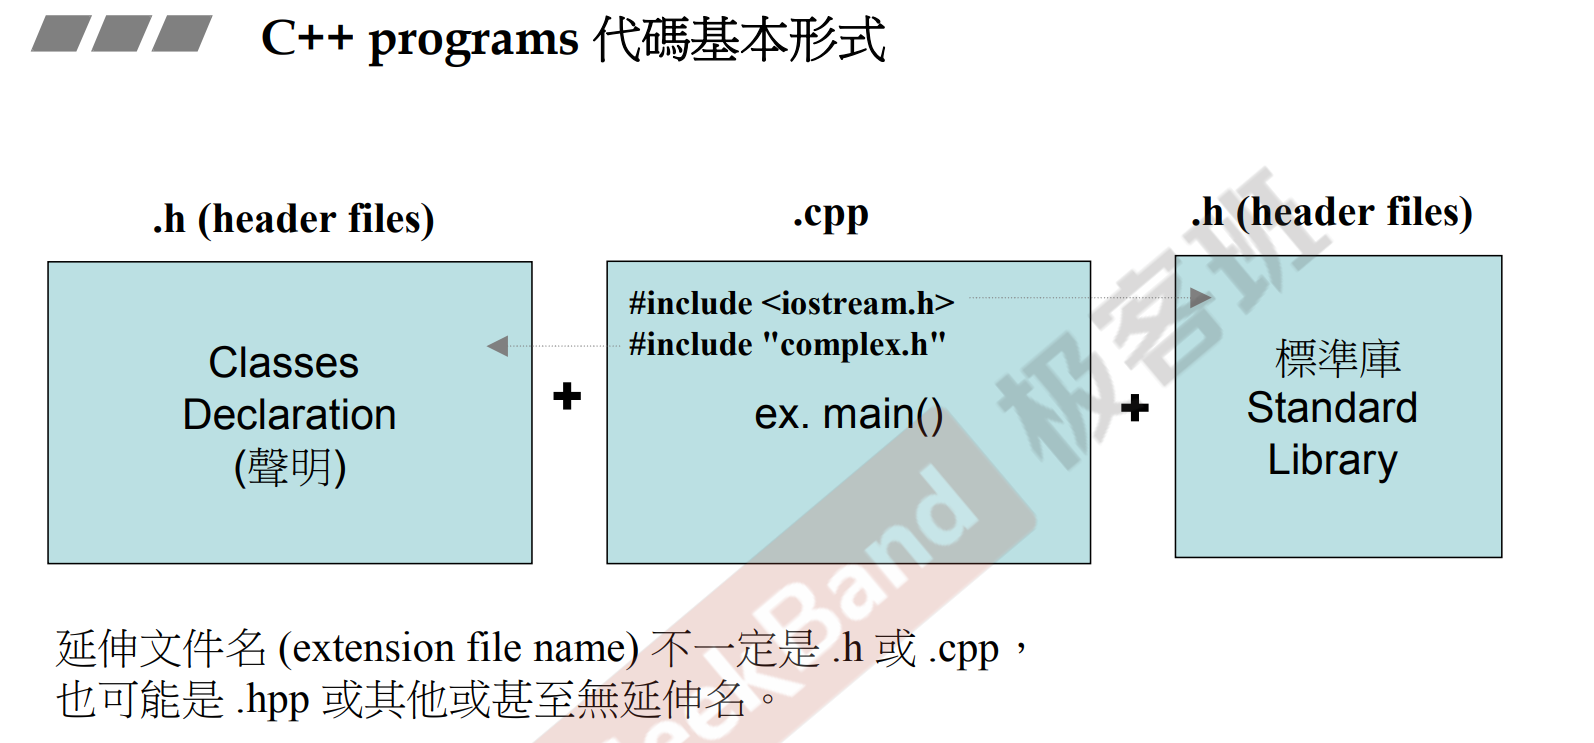 C++ programs 代碼基本形式
.h (header files)
.cpp
.h (header files)
Classes
Declaration
(聲明)
#include <iostream.h>
#include "complex.h"
ex. main()
標準庫
Standard
Library
延伸文件名 (extension file name) 不一定是 .h 或 .cpp，
也可能是 .hpp 或其他或甚至無延伸名。
GeekBand 极客班